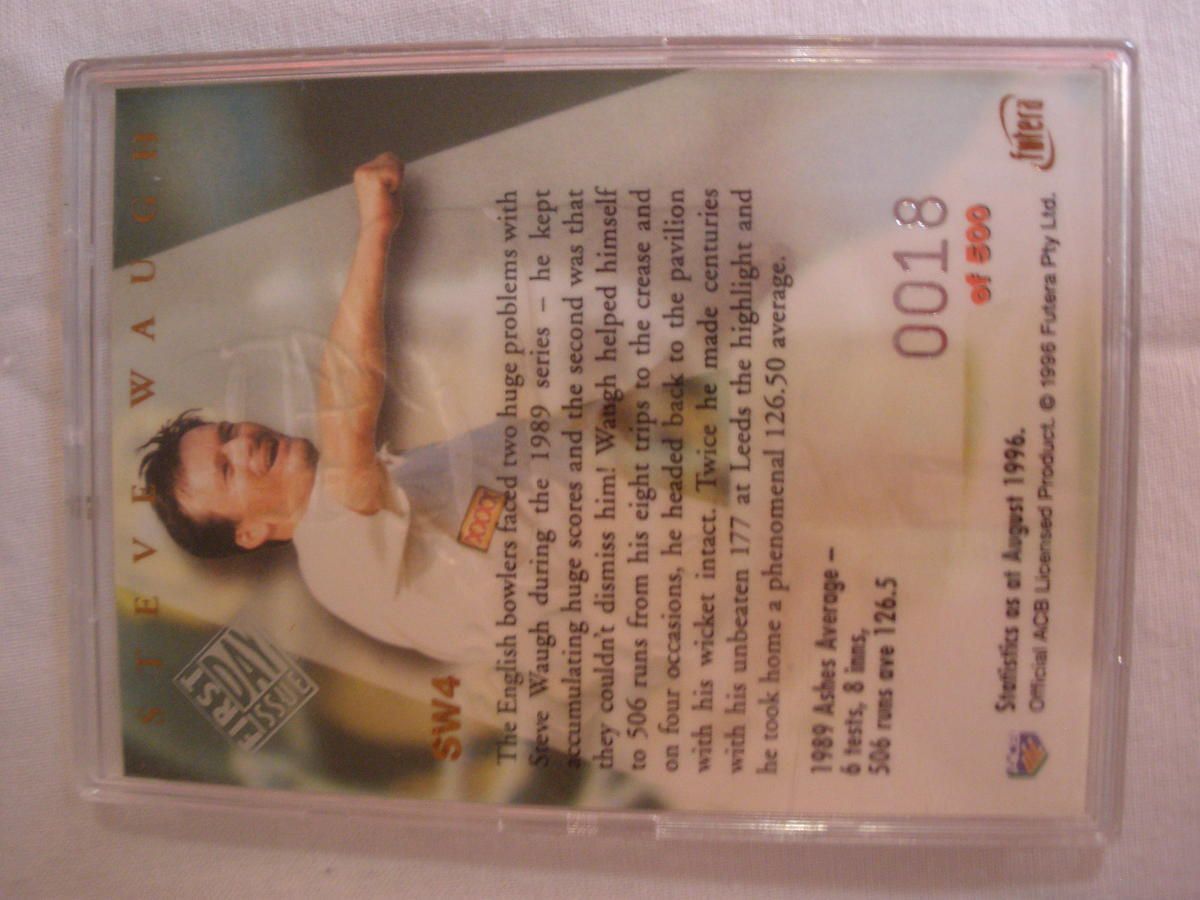 STEVE WAUGH
FIRST
DAY
ISSUE
SW4
XXXX
The English bowlers faced two huge problems with
Steve Waugh during the 1989 series – he kept
accumulating huge scores and the second was that
they couldn't dismiss him! Waugh helped himself
to 506 runs from his eight trips to the crease and
on four occasions, he headed back to the pavilion
with his wicket intact. Twice he made centuries
with his unbeaten 177 at Leeds the highlight and
he took home a phenomenal 126.50 average.
1989 Ashes Average –
6 tests, 8 inns,
506 runs ave 126.5
0018
of 500
Statistics as at August 1996.
Official ACB Licensed Product. © 1996 Futera Pty Ltd.
futera